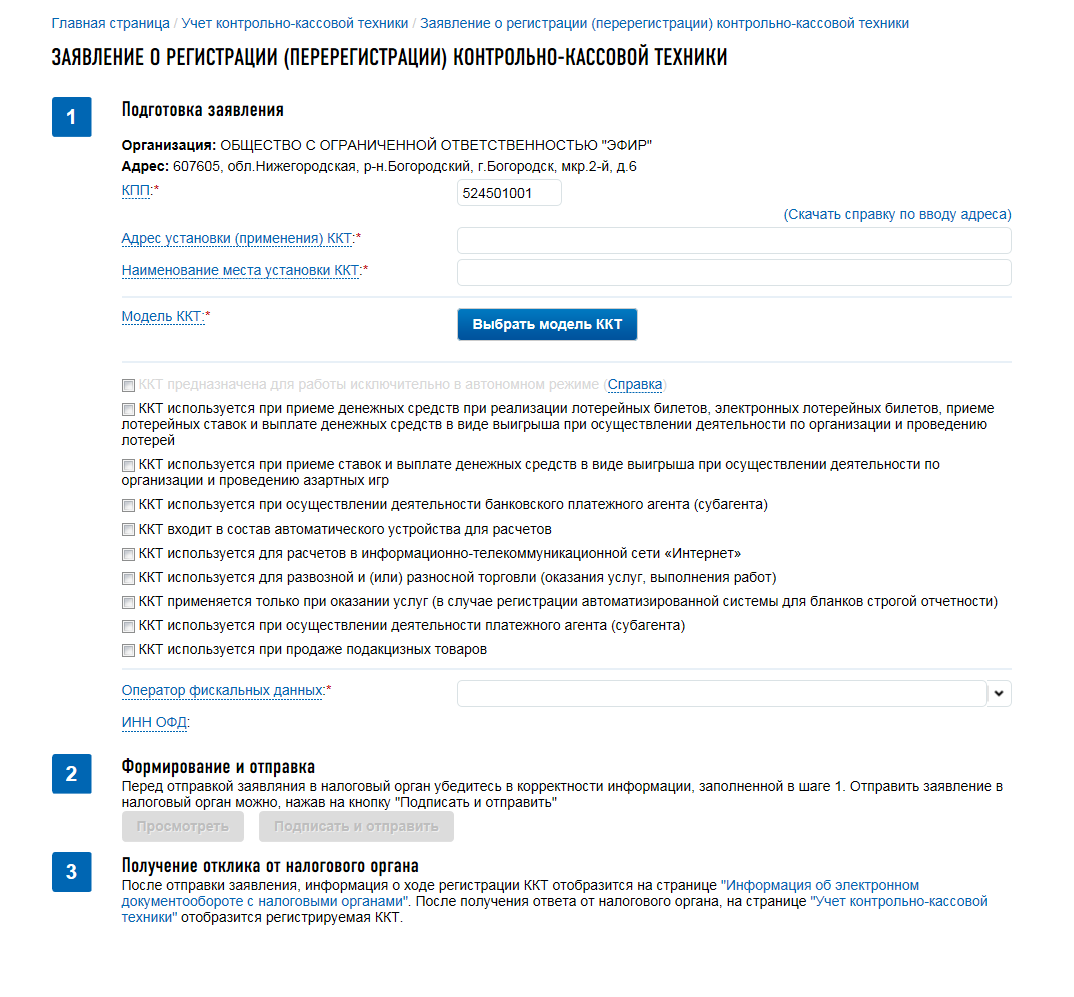 Главная страница / Учет контрольно-кассовой техники / Заявление о регистрации (перерегистрации) контрольно-кассовой техники
ЗАЯВЛЕНИЕ О РЕГИСТРАЦИИ (ПЕРЕРЕГИСТРАЦИИ) КОНТРОЛЬНО-КАССОВОЙ ТЕХНИКИ
1
Подготовка заявления
Организация: ОБЩЕСТВО С ОГРАНИЧЕННОЙ ОТВЕТСТВЕННОСТЬЮ "ЭФИР"
Адрес: 607605, обл.Нижегородская, р-н.Богородский, г.Богородск, мкр.2-й, д.6
КПП:* 524501001
(Скачать справку по вводу адреса)
Адрес установки (применения) ККТ:*
Наименование места установки ККТ:*
Модель ККТ:* Выбрать модель ККТ
ККТ предназначена для работы исключительно в автономном режиме (Справка)
ККТ используется при приеме денежных средств при реализации лотерейных билетов, электронных лотерейных билетов, приеме
лотерейных ставок и выплате денежных средств в виде выигрыша при осуществлении деятельности по организации и проведению
лотерей
ККТ используется при приеме ставок и выплате денежных средств в виде выигрыша при осуществлении деятельности по
организации и проведению азартных игр
ККТ используется при осуществлении деятельности банковского платежного агента (субагента)
ККТ входит в состав автоматического устройства для расчетов
ККТ используется для расчетов в информационно-телекоммуникационной сети «Интернет»
ККТ используется для развозной и (или) разносной торговли (оказания услуг, выполнения работ)
ККТ применяется только при оказании услуг (в случае регистрации автоматизированной системы для бланков строгой отчетности)
ККТ используется при осуществлении деятельности платежного агента (субагента)
ККТ используется при продаже подакцизных товаров
Оператор фискальных данных:*
ИНН ОФД:
2
Формирование и отправка
Перед отправкой заявляния в налоговый орган убедитесь в корректности информации, заполненной в шаге 1. Отправить заявление в
налоговый орган можно, нажав на кнопку "Подписать и отправить"
Просмотреть Подписать и отправить
3
Получение отклика от налогового органа
После отправки заявления, информация о ходе регистрации ККТ отобразится на странице "Информация об электронном
документообороте с налоговыми органами". После получения ответа от налогового органа, на странице "Учет контрольно-кассовой
техники" отобразится регистрируемая ККТ.